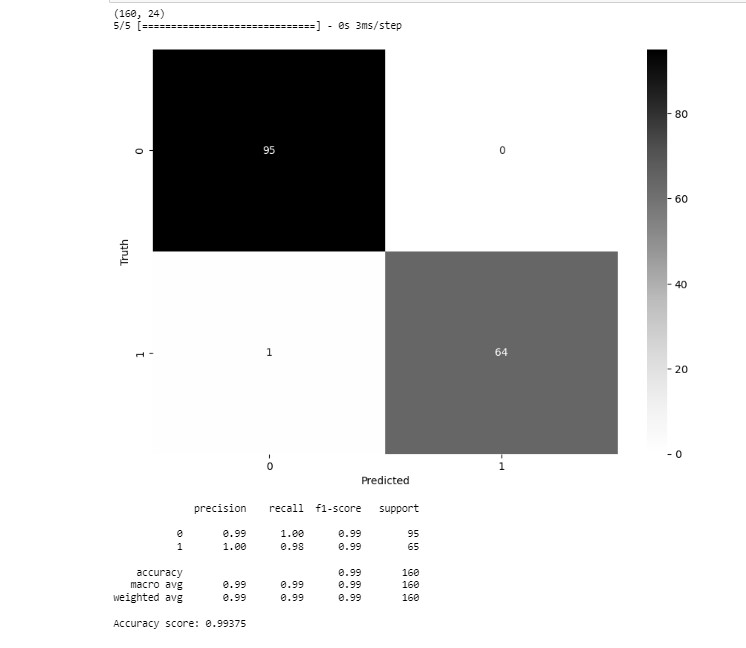 (160, 24)
5/5 [==============================] - 0s 3ms/step
95 0
1 64
0
1
Truth
0 1
Predicted
80
60
40
20
0
precision recall f1-score support
0 0.99 1.00 0.99 95
1 1.00 0.98 0.99 65
accuracy 0.99 160
macro avg 0.99 0.99 0.99 160
weighted avg 0.99 0.99 0.99 160
Accuracy score: 0.99375